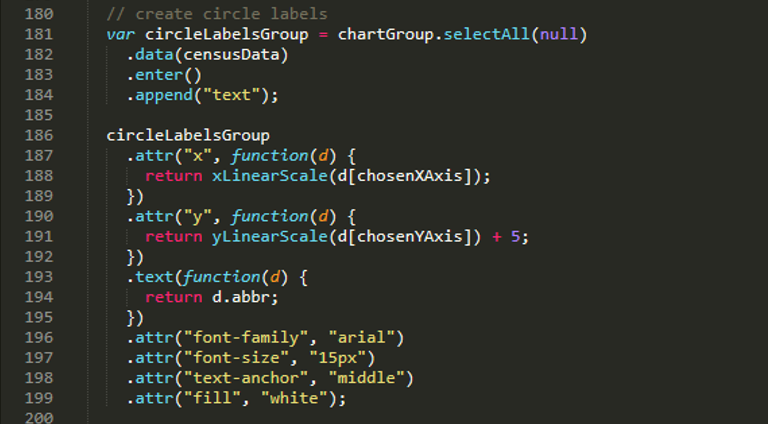 180 // create circle labels
181 var circleLabelsGroup = chartGroup.selectAll(null)
182 .data(censusData)
183 .enter()
184 .append("text");
185
186 circleLabelsGroup
187 .attr("x", function(d) {
188 return xLinearScale(d[chosenXAxis]);
189 })
190 .attr("y", function(d) {
191 return yLinearScale(d[chosenYAxis]) + 5;
192 })
193 .text(function(d) {
194 return d.abbr;
195 })
196 .attr("font-family", "arial")
197 .attr("font-size", "15px")
198 .attr("text-anchor", "middle")
199 .attr("fill", "white");
200